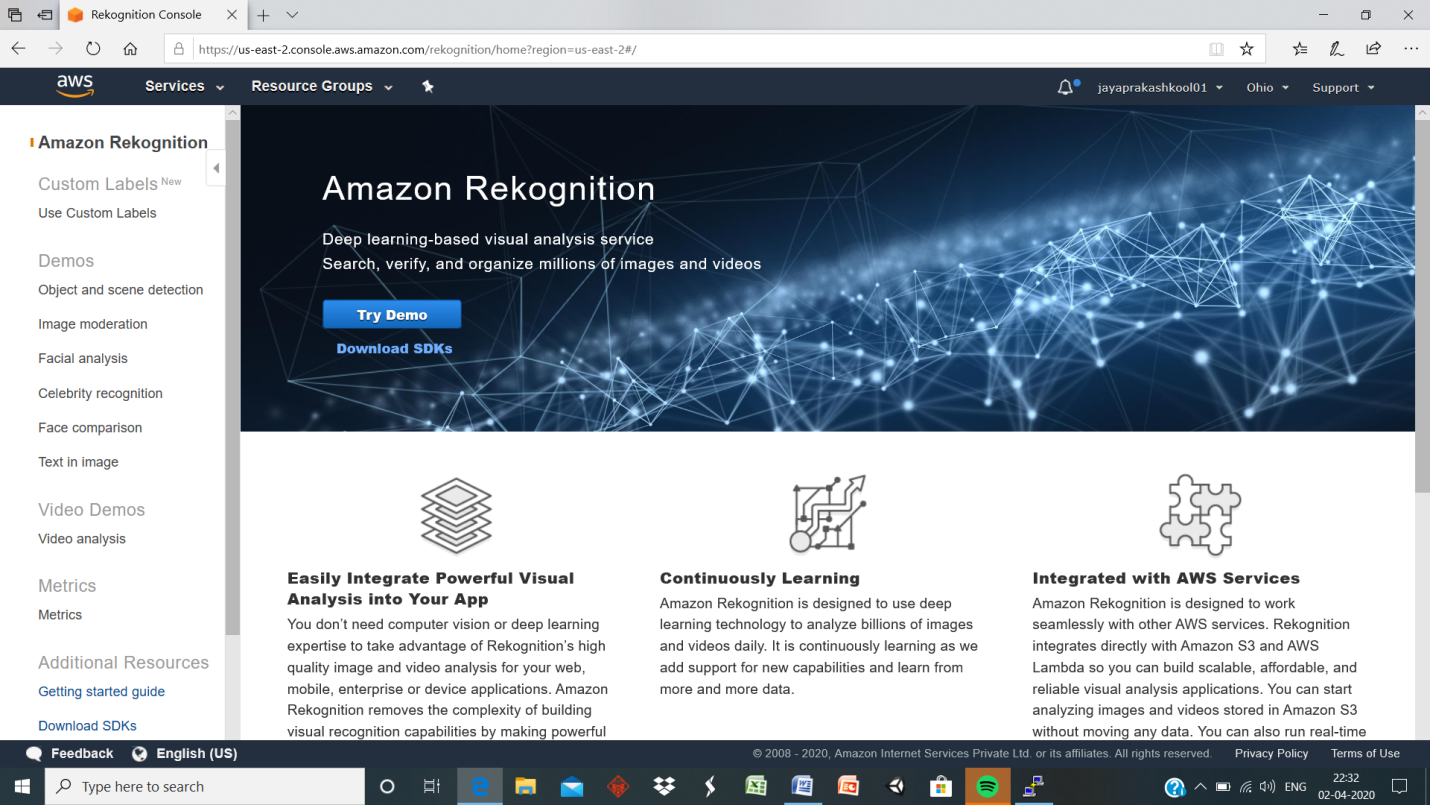 Rekognition Console
https://us-east-2.console.aws.amazon.com/rekognition/home?region=us-east-2#/
aws
Services
Resource Groups
jayaprakashkool01
Ohio
Support
Amazon Rekognition
Custom Labels New
Use Custom Labels
Demos
Object and scene detection
Image moderation
Facial analysis
Celebrity recognition
Face comparison
Text in image
Video Demos
Video analysis
Metrics
Metrics
Additional Resources
Getting started guide
Download SDKs
Amazon Rekognition
Deep learning-based visual analysis service
Search, verify, and organize millions of images and videos
Try Demo
Download SDKs
Easily Integrate Powerful Visual
Analysis into Your App
You don’t need computer vision or deep learning
expertise to take advantage of Rekognition’s high
quality image and video analysis for your web,
mobile, enterprise or device applications. Amazon
Rekognition removes the complexity of building
visual recognition capabilities by making powerful
Continuously Learning
Amazon Rekognition is designed to use deep
learning technology to analyze billions of images
and videos daily. It is continuously learning as we
add support for new capabilities and learn from
more and more data.
Integrated with AWS Services
Amazon Rekognition is designed to work
seamlessly with other AWS services. Rekognition
integrates directly with Amazon S3 and AWS
Lambda so you can build scalable, affordable, and
reliable visual analysis applications. You can start
analyzing images and videos stored in Amazon S3
without moving any data. You can also run real-time
Feedback
English (US)
© 2008 - 2020, Amazon Internet Services Private Ltd. or its affiliates. All rights reserved.
Privacy Policy
Terms of Use
Type here to search
ENG
22:32
02-04-2020